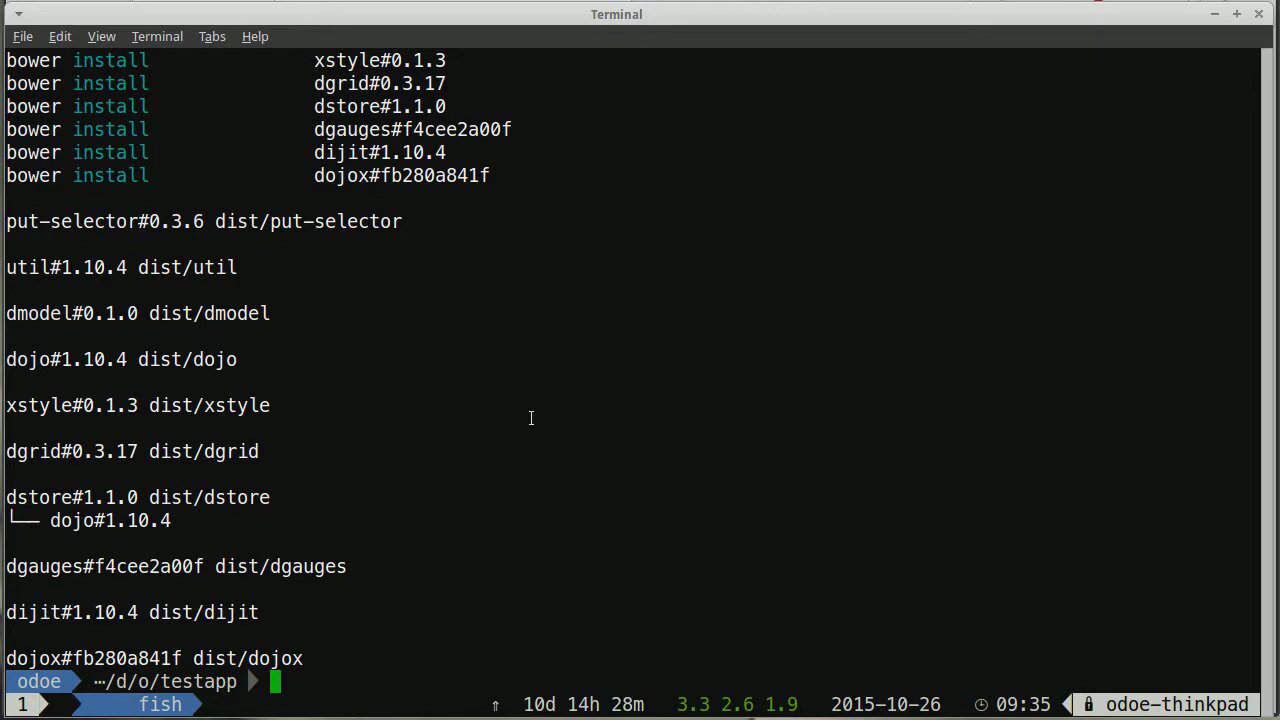 Terminal
File Edit View Terminal Tabs Help
bower install xstyle#0.1.3
bower install dgrid#0.3.17
bower install dstore#1.1.0
bower install dgauges#f4cee2a00f
bower install dijit#1.10.4
bower install dojox#fb280a841f
put-selector#0.3.6 dist/put-selector
util#1.10.4 dist/util
dmodel#0.1.0 dist/dmodel
dojo#1.10.4 dist/dojo
xstyle#0.1.3 dist/xstyle
dgrid#0.3.17 dist/dgrid
dstore#1.1.0 dist/dstore
└── dojo#1.10.4
dgauges#f4cee2a00f dist/dgauges
dijit#1.10.4 dist/dijit
dojox#fb280a841f dist/dojox
odoe …/d/o/testapp
1 fish ↑ 10d 14h 28m 3.3 2.6 1.9 2015-10-26 09:35 odoe-thinkpad